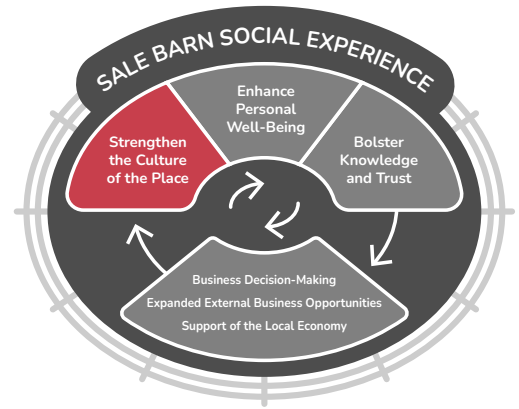 SALE BARN SOCIAL EXPERIENCE
Strengthen
the Culture
of the Place
Enhance
Personal
Well-Being
Bolster
Knowledge
and Trust
Business Decision-Making
Expanded External Business Opportunities
Support of the Local Economy